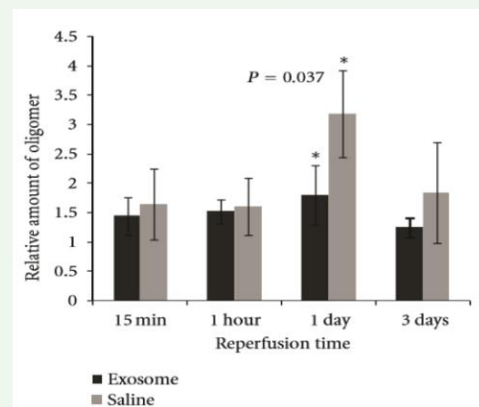 4.5
4
3.5
3
2.5
2
1.5
1
0.5
0
Relative amount of oligomer
*
P = 0.037
*
15 min 1 hour 1 day 3 days
Reperfusion time
Exosome
Saline